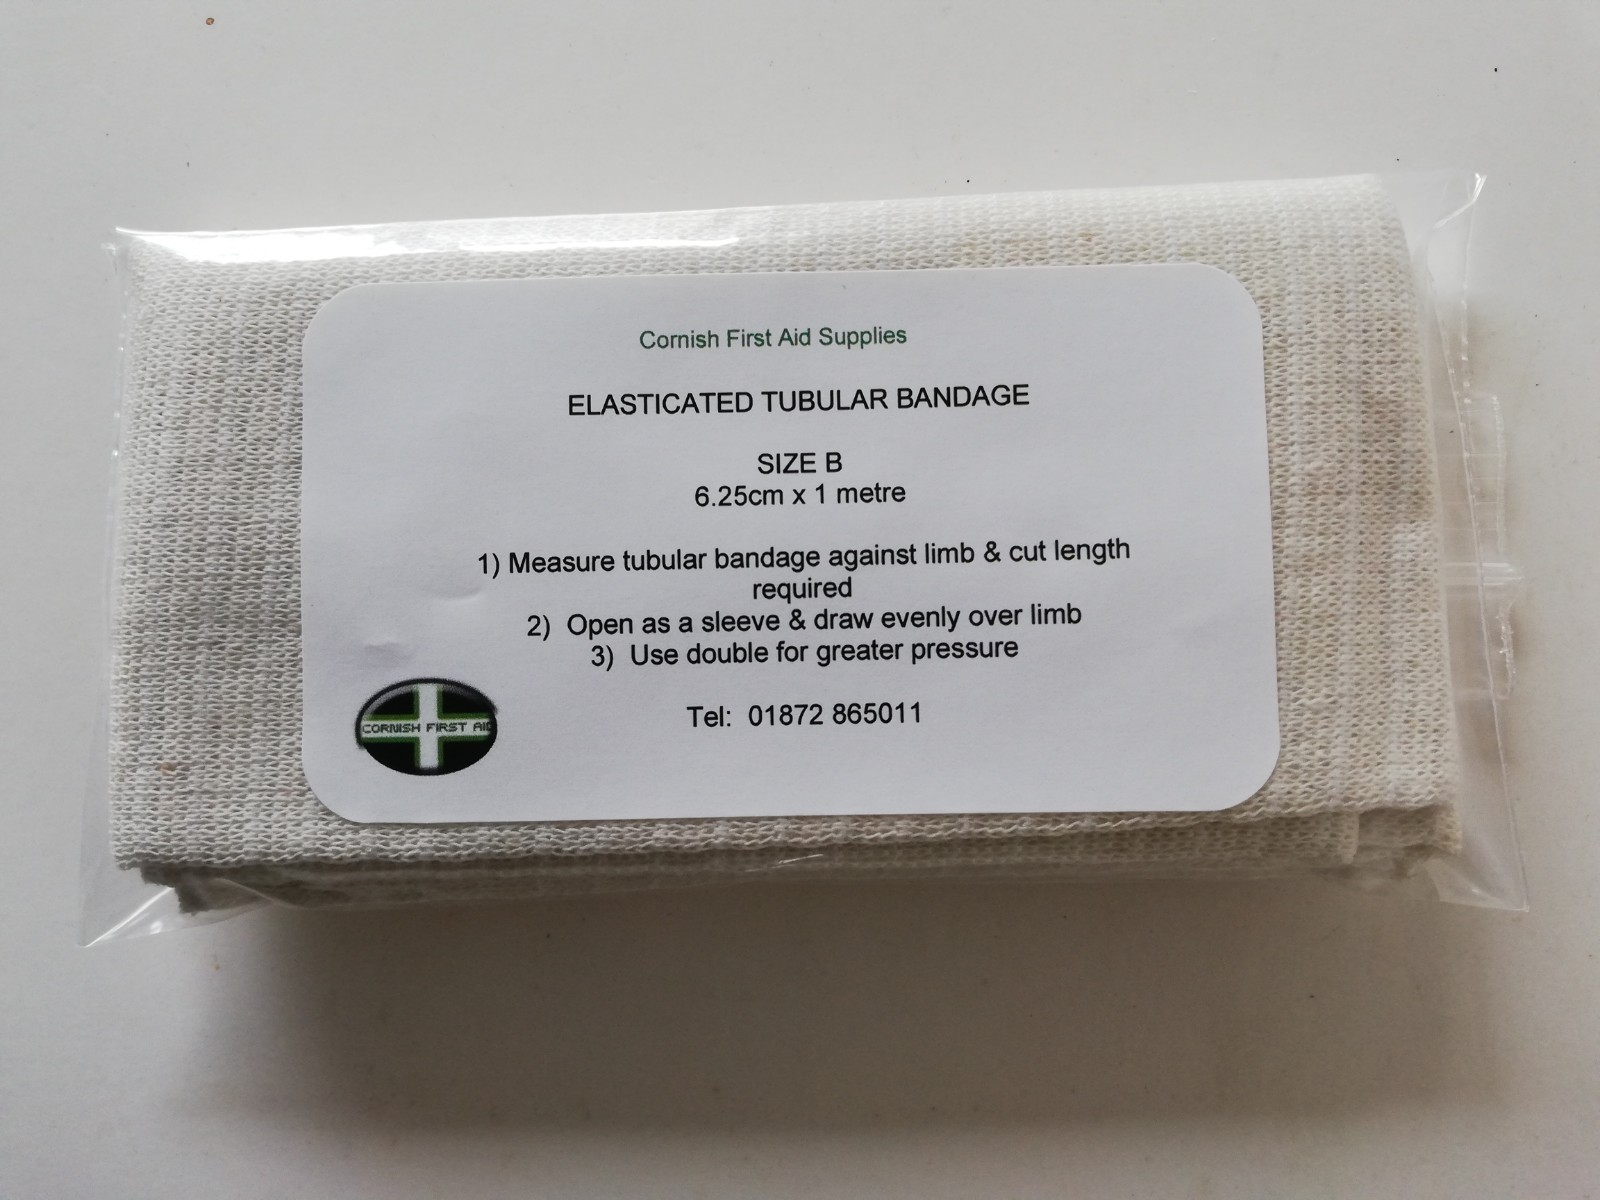 Cornish First Aid Supplies
ELASTICATED TUBULAR BANDAGE
SIZE B
6.25cm x 1 metre
1) Measure tubular bandage against limb & cut length
required
2) Open as a sleeve & draw evenly over limb
3) Use double for greater pressure
Tel: 01872 865011
CORNISH FIRST AID